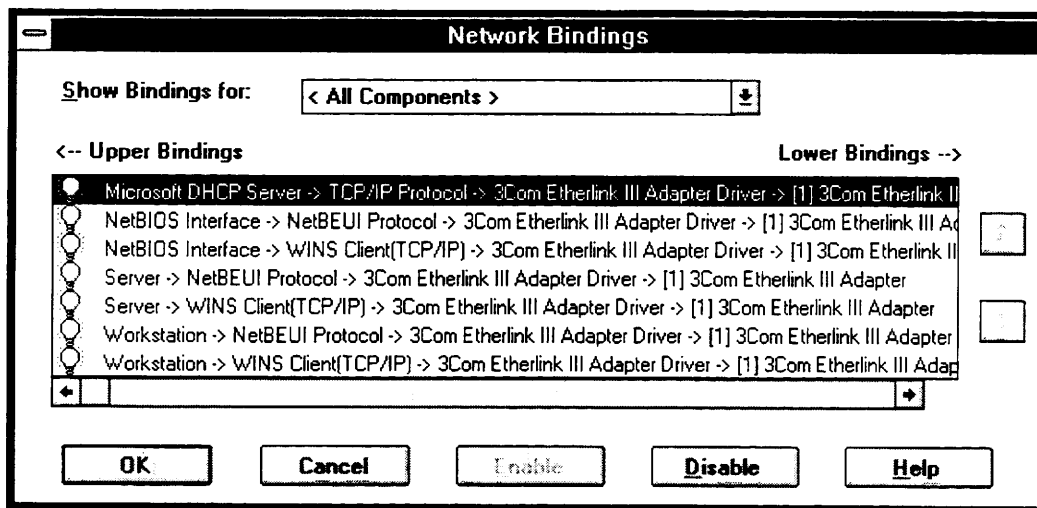 Network Bindings
Show Bindings for:
< All Components >
<-- Upper Bindings
Lower Bindings -->
Microsoft DHCP Server -> TCP/IP Protocol -> 3Com Etherlink III Adapter Driver -> [1] 3Com Etherlink II
NetBIOS Interface -> NetBEUI Protocol -> 3Com Etherlink III Adapter Driver -> [1] 3Com Etherlink III Ad
NetBIOS Interface -> WINS Client(TCP/IP) -> 3Com Etherlink III Adapter Driver -> [1] 3Com Etherlink II
Server -> NetBEUI Protocol -> 3Com Etherlink III Adapter Driver -> [1] 3Com Etherlink III Adapter
Server -> WINS Client(TCP/IP) -> 3Com Etherlink III Adapter Driver -> [1] 3Com Etherlink III Adapter
Workstation -> NetBEUI Protocol -> 3Com Etherlink III Adapter Driver -> [1] 3Com Etherlink III Adapter
Workstation -> WINS Client(TCP/IP) -> 3Com Etherlink III Adapter Driver -> [1] 3Com Etherlink III Adap
OK
Cancel
Enable
Disable
Help